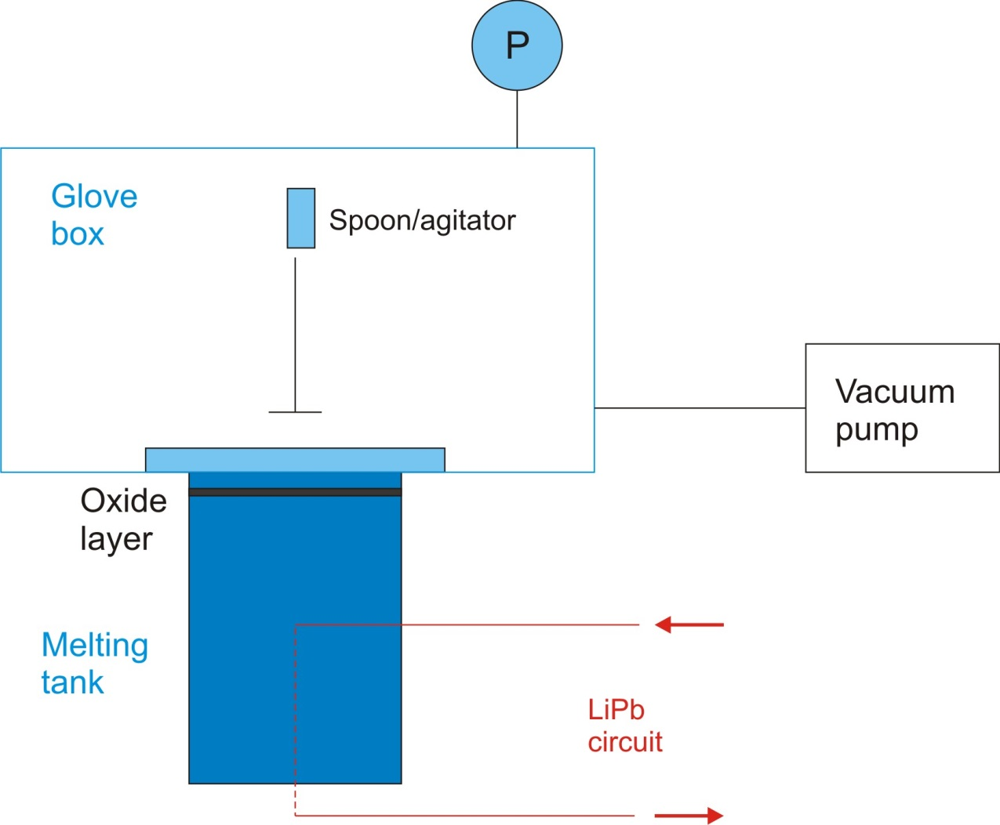 P
Glove
box
Spoon/agitator
Vacuum
pump
Oxide
layer
Melting
tank
LiPb
circuit